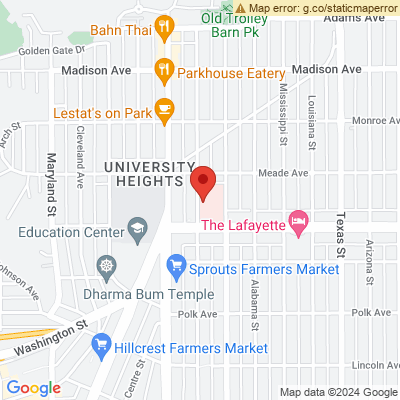 Map error: g.co/staticmaperror
Old Trolley
Barn Pk
Adams Ave
Bahn Thai
Golden Gate Dr
Madison Ave
Madison Ave
Parkhouse Eatery
Lestat's on Park
Mississippi St
Louisiana St
Monroe Ave
Arch St
Cleveland Ave
Maryland St
UNIVERSITY
HEIGHTS
Meade Ave
The Lafayette
Texas St
Education Center
Arizona St
Sprouts Farmers Market
Johnson Ave
Dharma Bum Temple
Alabama St
Polk Ave
Polk Ave
Washington St
Hillcrest Farmers Market
Centre St
Lincoln Ave
Google
Map data ©2024 Google